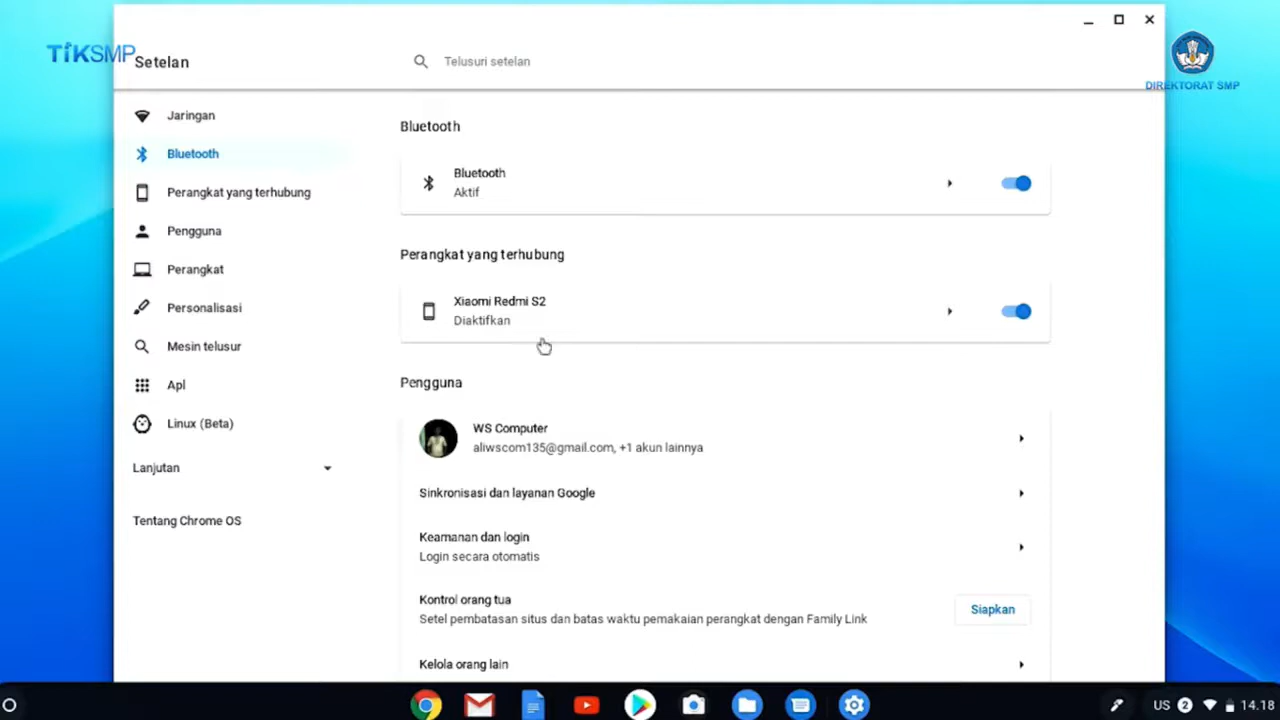 TIKSMP
DIREKTORAT SMP
Setelan
Telusuri setelan
Jaringan
Bluetooth
Perangkat yang terhubung
Pengguna
Perangkat
Personalisasi
Mesin telusur
Apl
Linux (Beta)
Lanjutan
Tentang Chrome OS
Bluetooth
Bluetooth
Aktif
Perangkat yang terhubung
Xiaomi Redmi S2
Diaktifkan
Pengguna
WS Computer
aliwscom135@gmail.com, +1 akun lainnya
Sinkronisasi dan layanan Google
Keamanan dan login
Login secara otomatis
Kontrol orang tua
Setel pembatasan situs dan batas waktu pemakaian perangkat dengan Family Link
Siapkan
Kelola orang lain
US 2 14.18